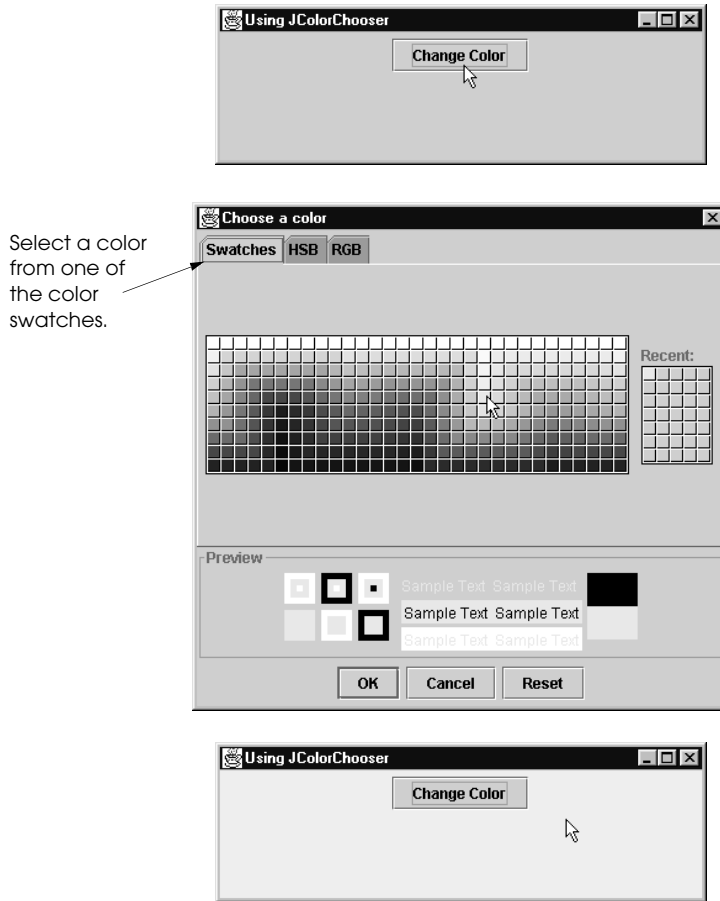 Using JColorChooser
Change Color
Choose a color
Select a color
from one of
the color
swatches.
Swatches HSB RGB
Recent:
Preview
Sample Text Sample Text
Sample Text Sample Text
Sample Text Sample Text
OK Cancel Reset
Using JColorChooser
Change Color